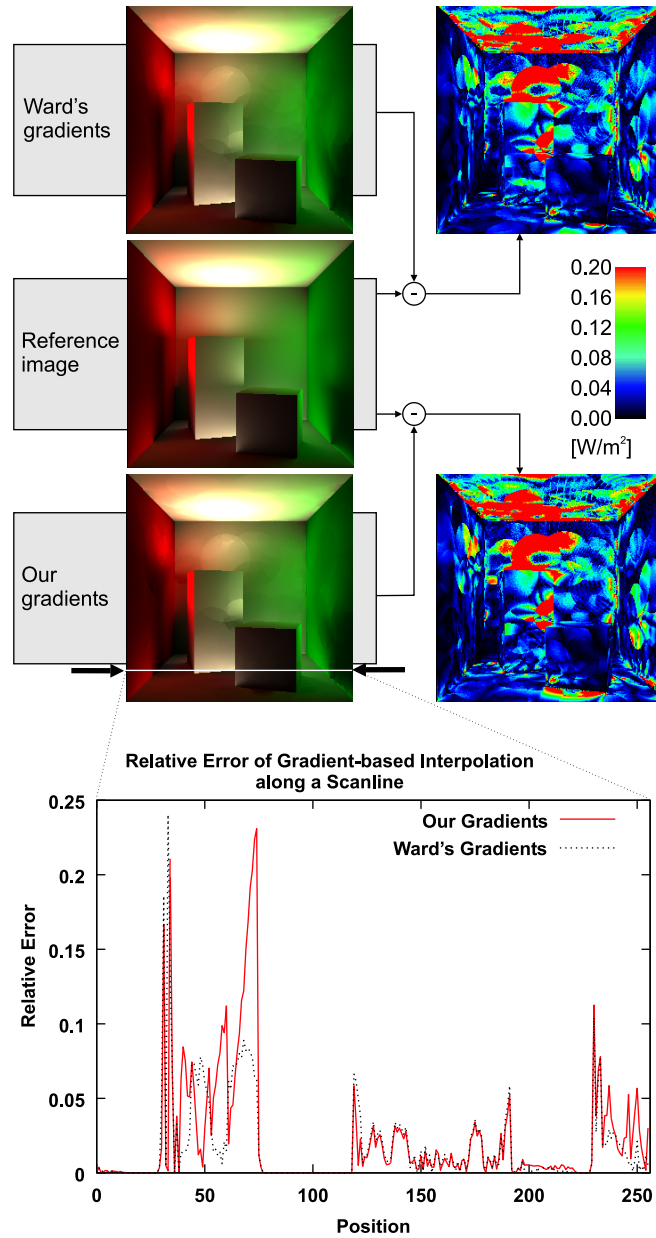 Ward's
gradients
Reference
image
Our
gradients
-
-
0.20
0.16
0.12
0.08
0.04
0.00
[W/m²]
Relative Error of Gradient-based Interpolation
along a Scanline
Our Gradients
Ward's Gradients
Relative Error
0.25
0.2
0.15
0.1
0.05
0
0 50 100 150 200 250
Position